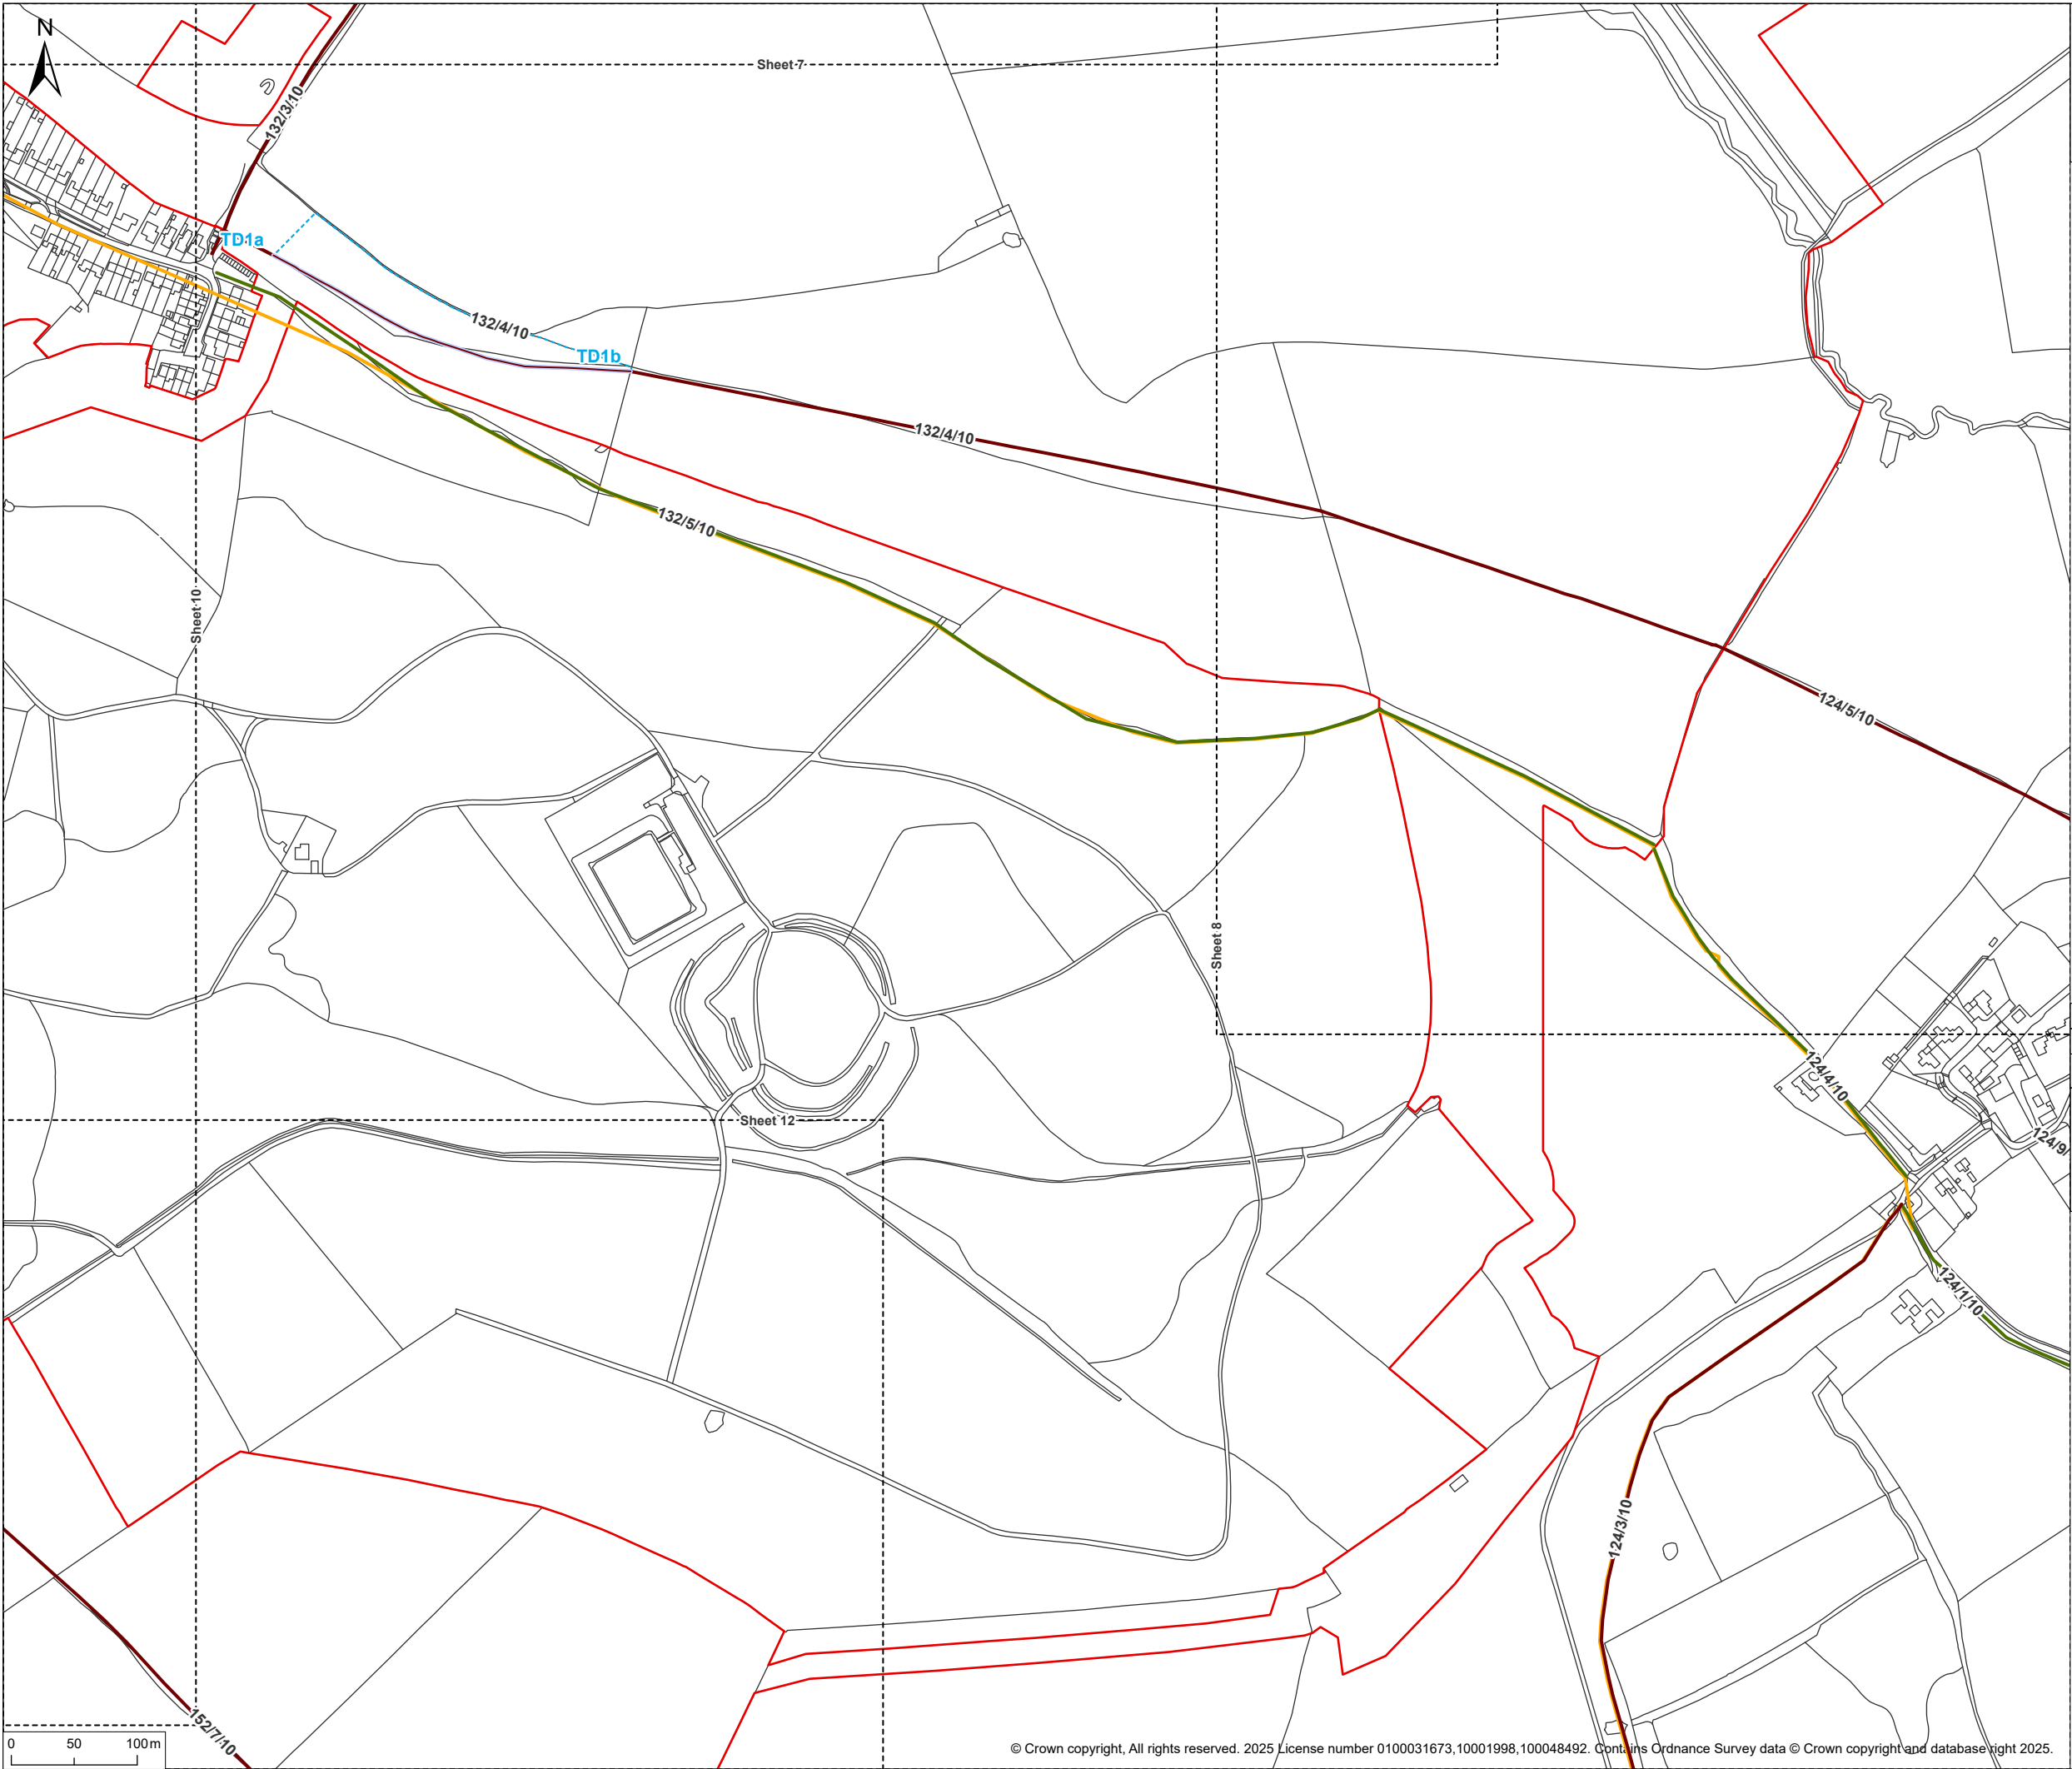 N
Sheet 7
132/3/10
TD1a
132/4/10
TD1b
132/4/10
132/5/10
Sheet 10
124/5/10
Sheet 8
124/4/10
Sheet 12
124/9/
124/1/10
124/3/10
152/7/10
0 50 100 m
© Crown copyright, All rights reserved. 2025 License number 0100031673,10001998,100048492. Contains Ordnance Survey data © Crown copyright and database right 2025.